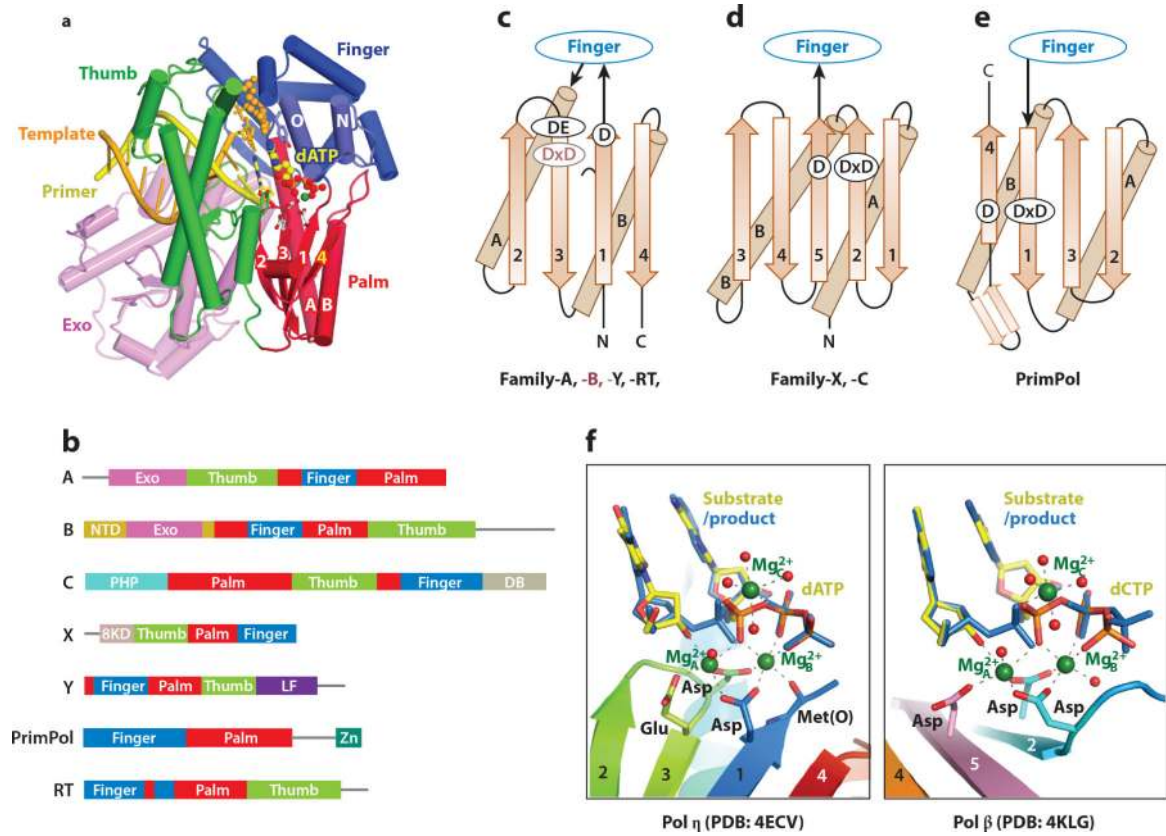 a
Finger
Thumb
O
N
Template
dATP
Primer
2
3
1
4
Palm
A
B
Exo
c
Finger
DE
D
DxD
A
2
3
B
1
4
N
C
Family-A, -B, -Y, -RT,
d
Finger
D
DxD
A
B
3
4
5
2
1
B
N
Family-X, -C
e
Finger
C
4
B
A
D
DxD
1
3
2
PrimPol
b
A
Exo
Thumb
Finger
Palm
B
NTD
Exo
Finger
Palm
Thumb
C
PHP
Palm
Thumb
Finger
DB
X
8KD
Thumb
Palm
Finger
Y
Finger
Palm
Thumb
LF
PrimPol
Finger
Palm
Zn
RT
Finger
Palm
Thumb
f
Substrate
/product
Mg2+C
dATP
Mg2+A
Mg2+B
Asp
Glu
Asp
Met(O)
2
3
1
4
Pol η (PDB: 4ECV)
Substrate
/product
Mg2+C
dCTP
Mg2+A
Mg2+B
Asp
Asp
Asp
2
5
4
Pol β (PDB: 4KLG)